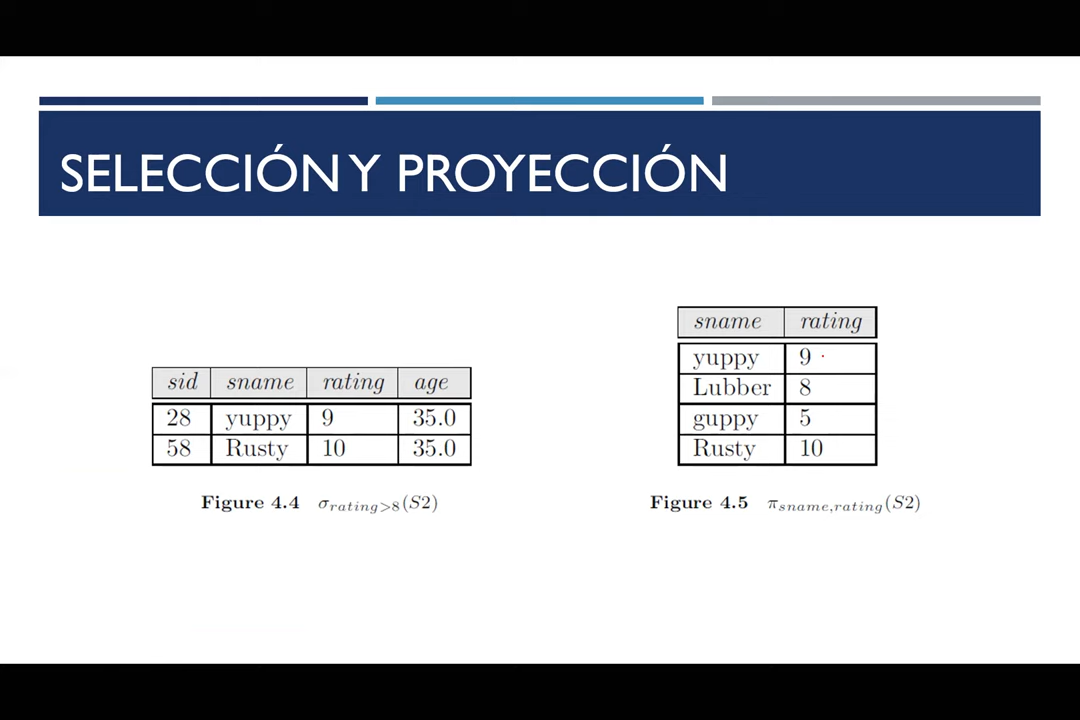 SELECCIÓN Y PROYECCIÓN
sid sname rating age
28 yuppy 9 35.0
58 Rusty 10 35.0
Figure 4.4 σrating>8(S2)
sname rating
yuppy 9
Lubber 8
guppy 5
Rusty 10
Figure 4.5 πsname,rating(S2)